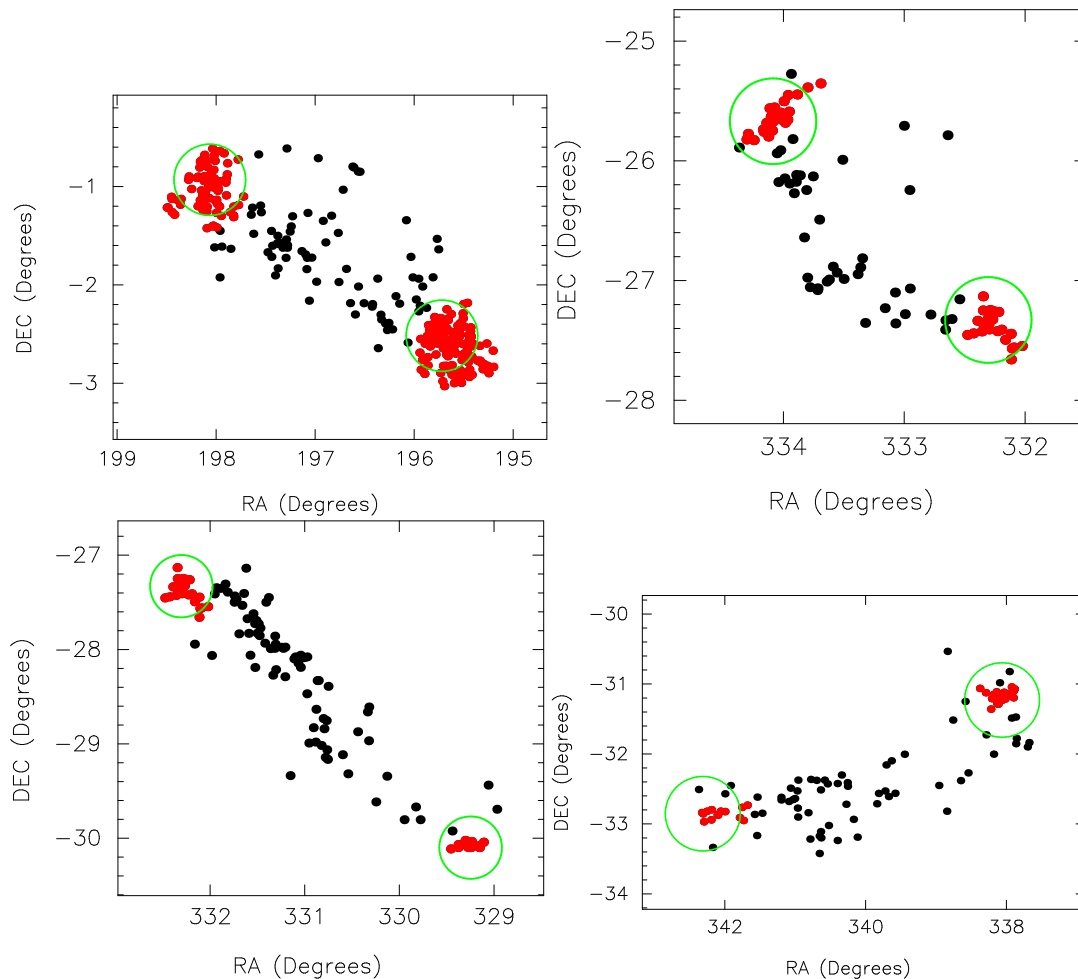 −1
−2
−3
DEC (Degrees)
199 198 197 196 195
RA (Degrees)
−25
−26
−27
−28
DEC (Degrees)
334 333 332
RA (Degrees)
−27
−28
−29
−30
DEC (Degrees)
332 331 330 329
RA (Degrees)
−30
−31
−32
−33
−34
DEC (Degrees)
342 340 338
RA (Degrees)